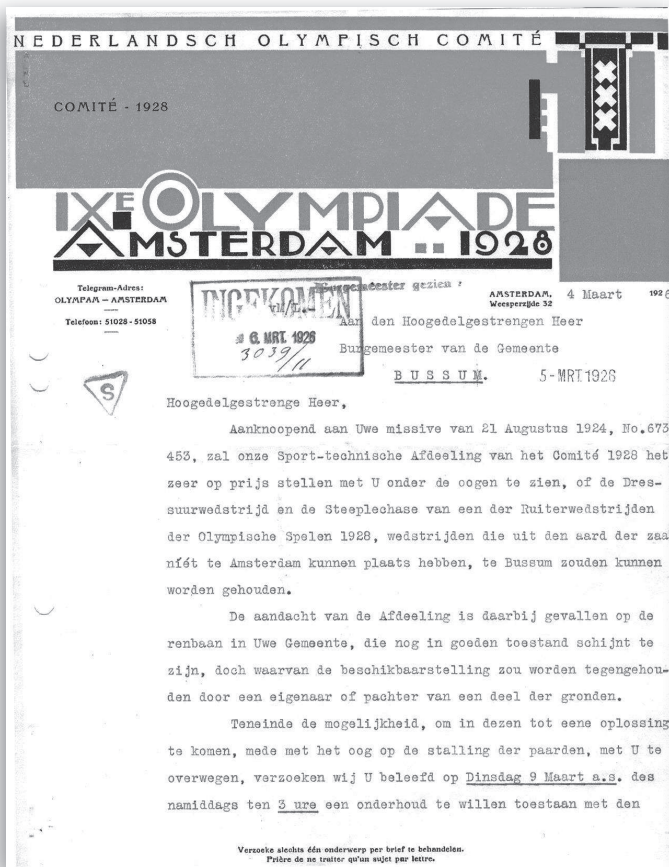 NEDERLANDSCH OLYMPISCH COMITÉ
COMITÉ - 1928
IXE OLYMPIADE
AMSTERDAM 1928
Telegram-Adres:
OLYMPAM — AMSTERDAM
Telefoon: 51028 - 51058
INGEKOMEN
6. MRT. 1926
3039/11
Burgemeester gezien
AMSTERDAM, 4 Maart 192
Weesperzijde 32
Aan den Hoogedelgestrengen Heer
Burgemeester van de Gemeente
BUSSUM.
5-MRT1926
S
Hoogedelgestrenge Heer,
Aanknoopend aan Uwe missive van 21 Augustus 1924, No.673
453, zal onze Sport-technische Afdeeling van het Comité 1928 het
zeer op prijs stellen met U onder de oogen te zien, of de Dres-
suurwedstrijd en de Steeplechase van een der Ruiterwedstrijden
der Olympische Spelen 1928, wedstrijden die uit den aard der zaa
níét te Amsterdam kunnen plaats hebben, te Bussum zouden kunnen
worden gehouden.
De aandacht van de Afdeeling is daarbij gevallen op de
renbaan in Uwe Gemeente, die nog in goeden toestand schijnt te
zijn, doch waarvan de beschikbaarstelling zou worden tegengehou-
den door een eigenaar of pachter van een deel der gronden.
Teneinde de mogelijkheid, om in dezen tot eene oplossing
te komen, mede met het oog op de stalling der paarden, met U te
overwegen, verzoeken wij U beleefd op Dinsdag 9 Maart a.s. des
namiddags ten 3 ure een onderhoud te willen toestaan met den
Verzoeke slechts één onderwerp per brief te behandelen.
Prière de ne traiter qu'un sujet par lettre.